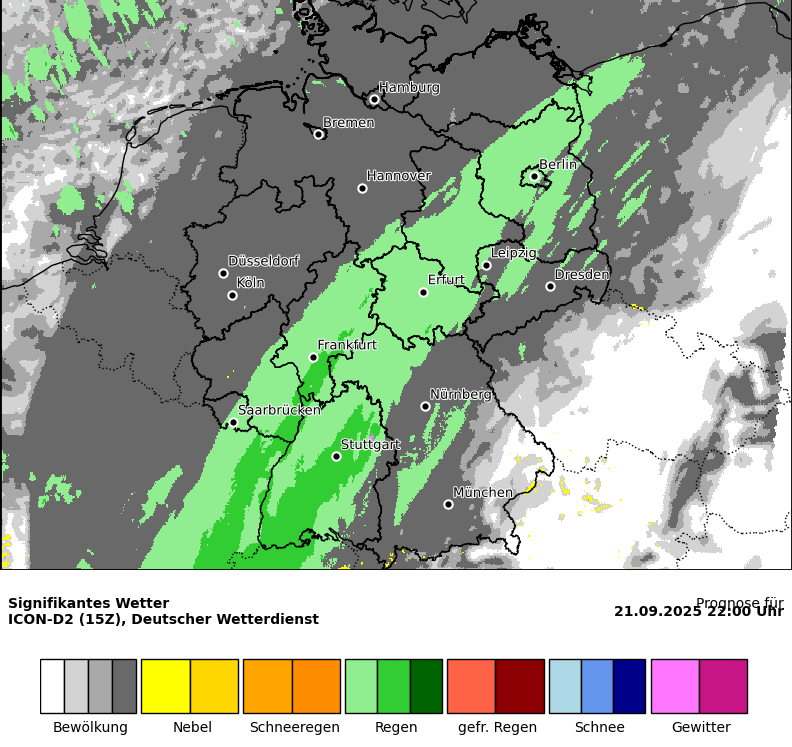 Hamburg
Bremen
Berlin
Hannover
Leipzig
Düsseldorf
Dresden
Köln
Erfurt
Frankfurt
Nürnberg
Saarbrücken
Stuttgart
München
Signifikantes Wetter
Prognose für
ICON-D2 (15Z), Deutscher Wetterdienst
21.09.2025 22:00 Uhr
Bewölkung Nebel Schneeregen Regen gefr. Regen Schnee Gewitter